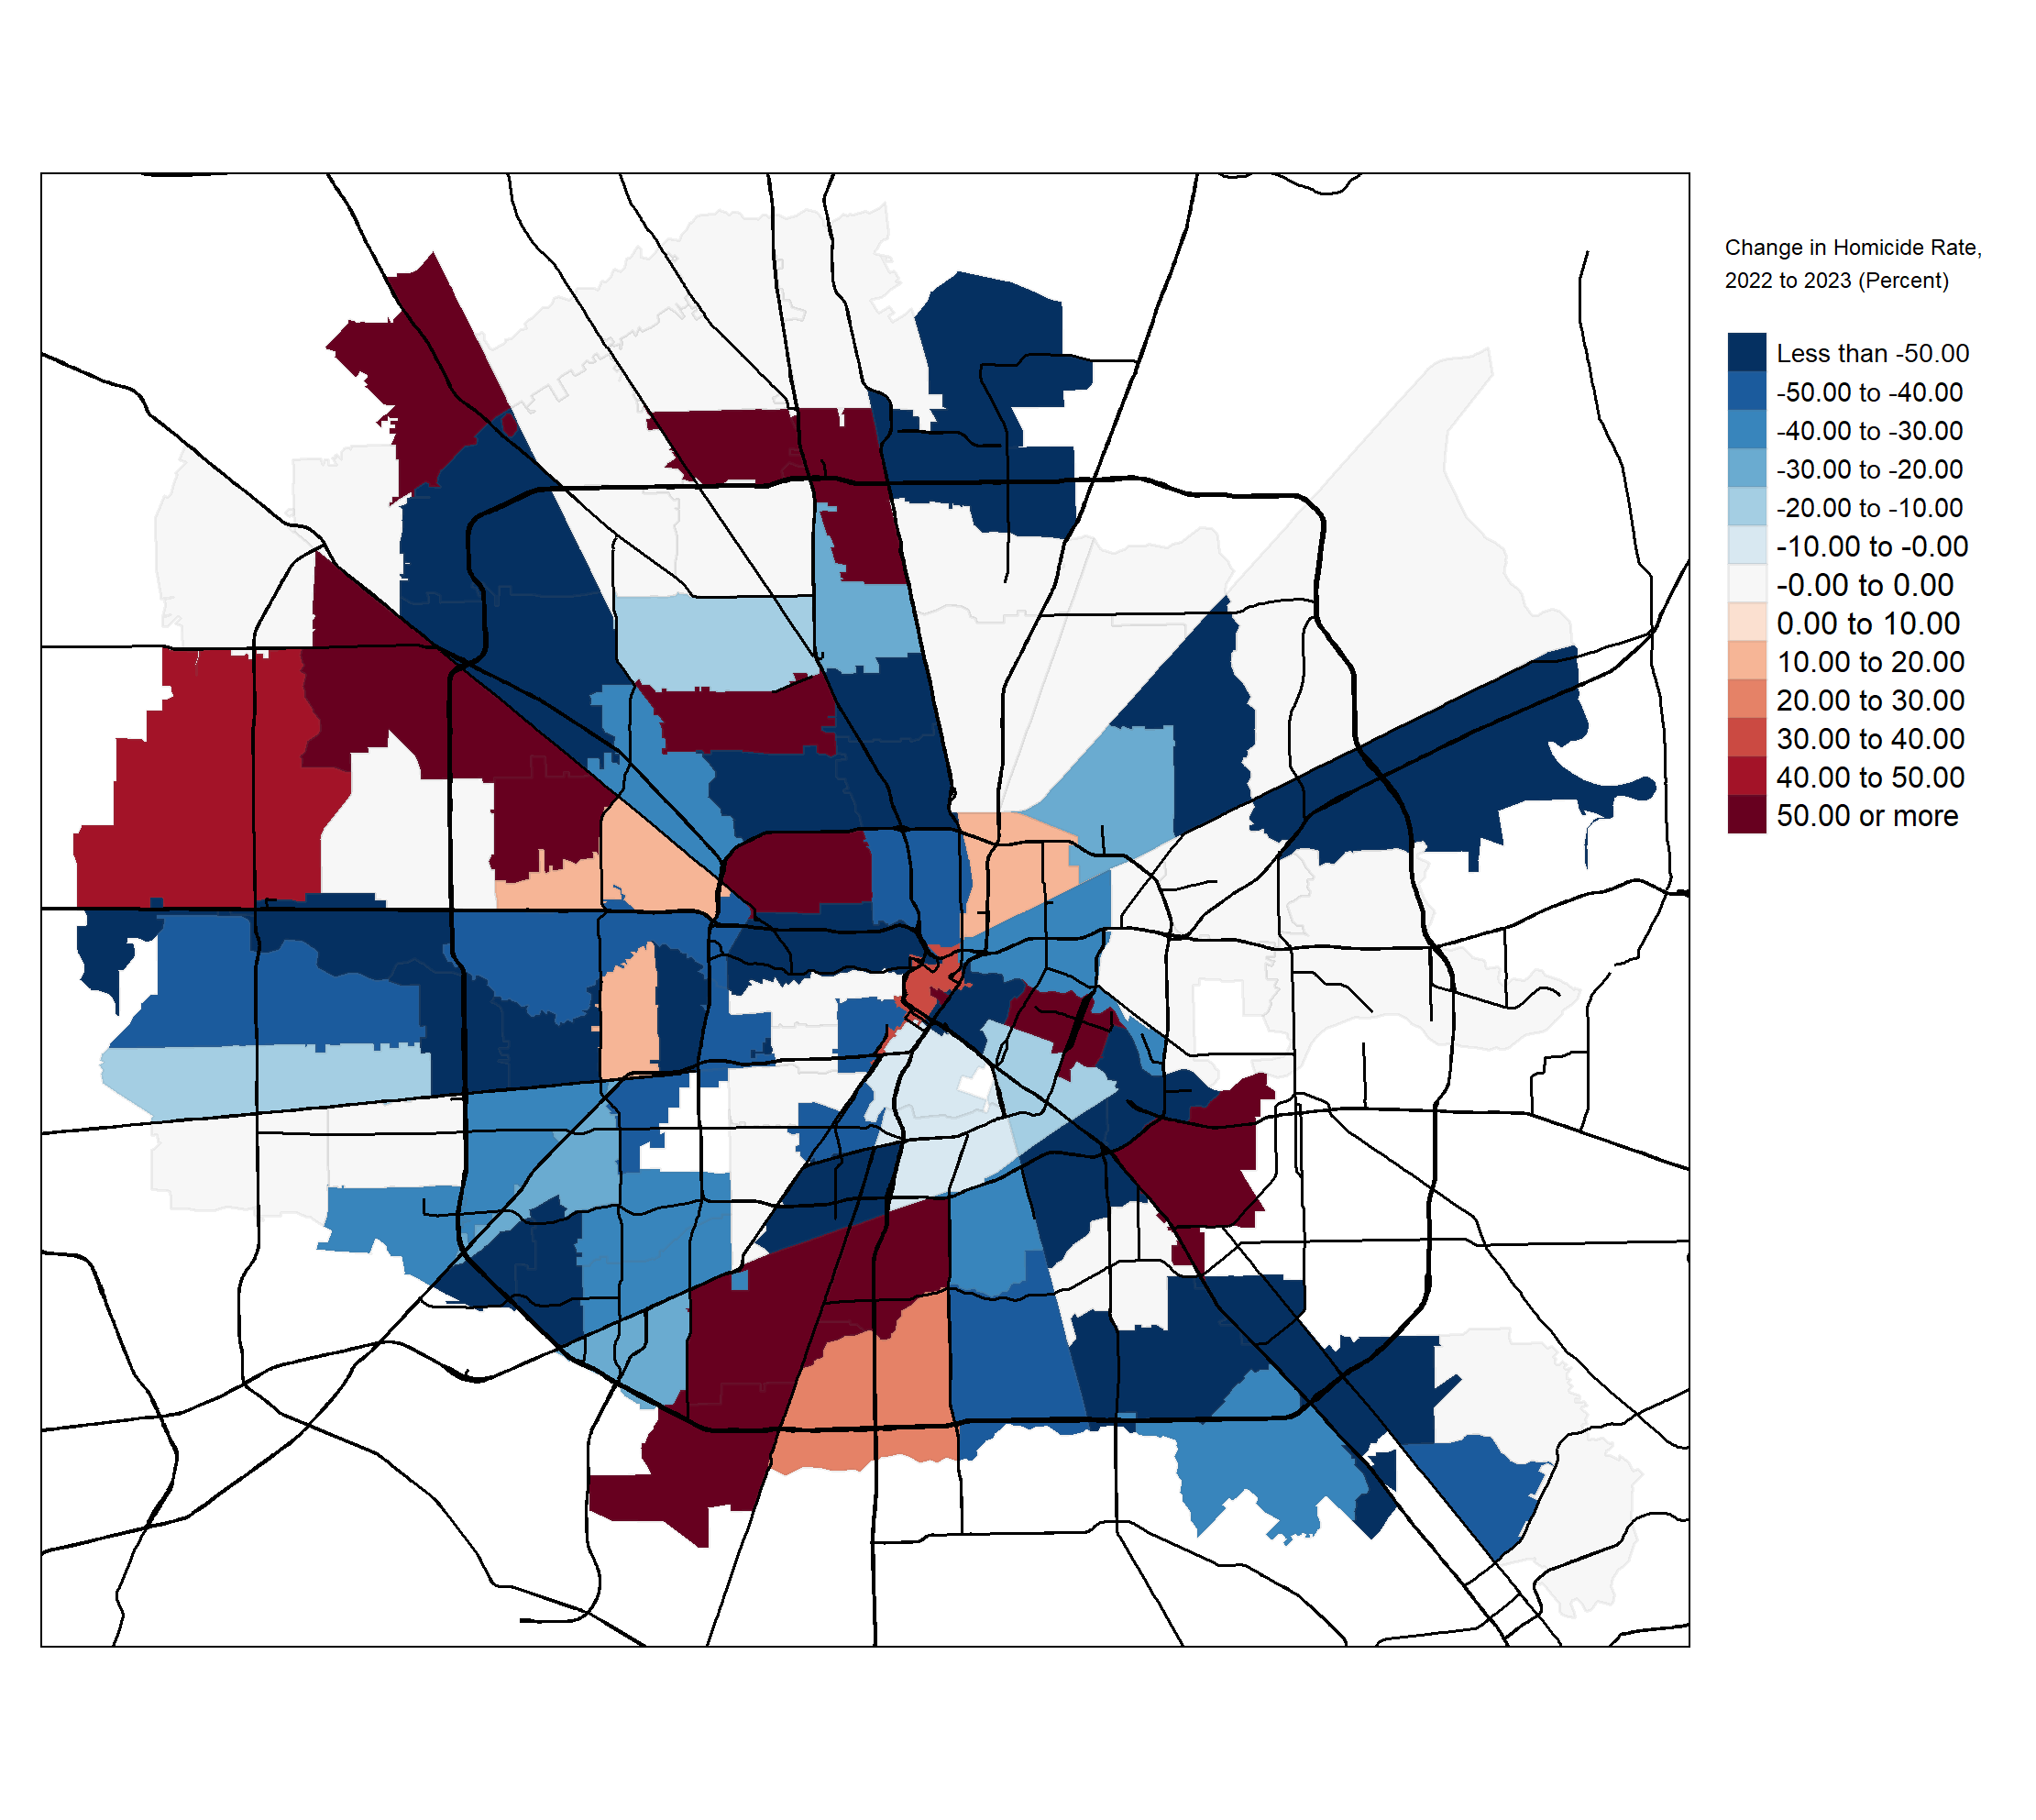 Change in Homicide Rate,
2022 to 2023 (Percent)
Less than -50.00
-50.00 to -40.00
-40.00 to -30.00
-30.00 to -20.00
-20.00 to -10.00
-10.00 to -0.00
-0.00 to 0.00
0.00 to 10.00
10.00 to 20.00
20.00 to 30.00
30.00 to 40.00
40.00 to 50.00
50.00 or more